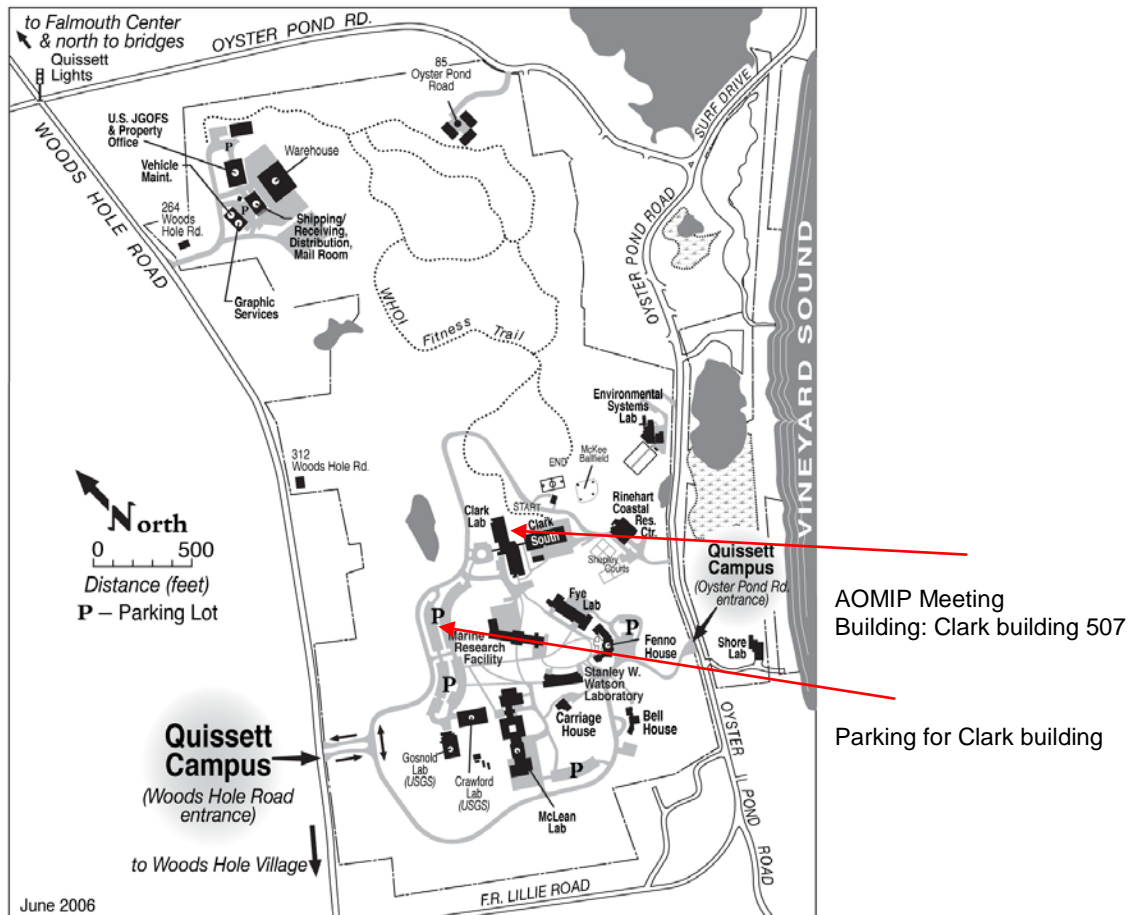 to Falmouth Center
& north to bridges
Quissett
Lights
OYSTER POND RD.
85
Oyster Pond
Road
SURF DRIVE
U.S. JGOFS
& Property
Office
P
Warehouse
Vehicle
Maint.
P
264
Woods
Hole Rd.
Shipping/
Receiving,
Distribution,
Mail Room
Graphic
Services
WOODS HOLE ROAD
OYSTER POND ROAD
VINEYARD SOUND
WHOI Fitness Trail
Environmental
Systems
Lab
McKee
Ballfield
END
START
312
Woods Hole Rd.
North
0 500
Distance (feet)
P – Parking Lot
Clark
Lab
Clark
South
Rinehart
Coastal
Res.
Ctr.
Shepley
Courts
Quissett
Campus
(Oyster Pond Rd.
entrance)
AOMIP Meeting
Building: Clark building 507
Fye
Lab
P
P
Marine
Research
Facility
Fenno
House
Shore
Lab
Stanley W.
Watson
Laboratory
P
Carriage
House
Bell
House
Parking for Clark building
Quissett
Campus
(Woods Hole Road
entrance)
Gosnold
Lab
(USGS)
Crawford
Lab
(USGS)
P
McLean
Lab
OYSTER POND ROAD
to Woods Hole Village
F.R. LILLIE ROAD
June 2006